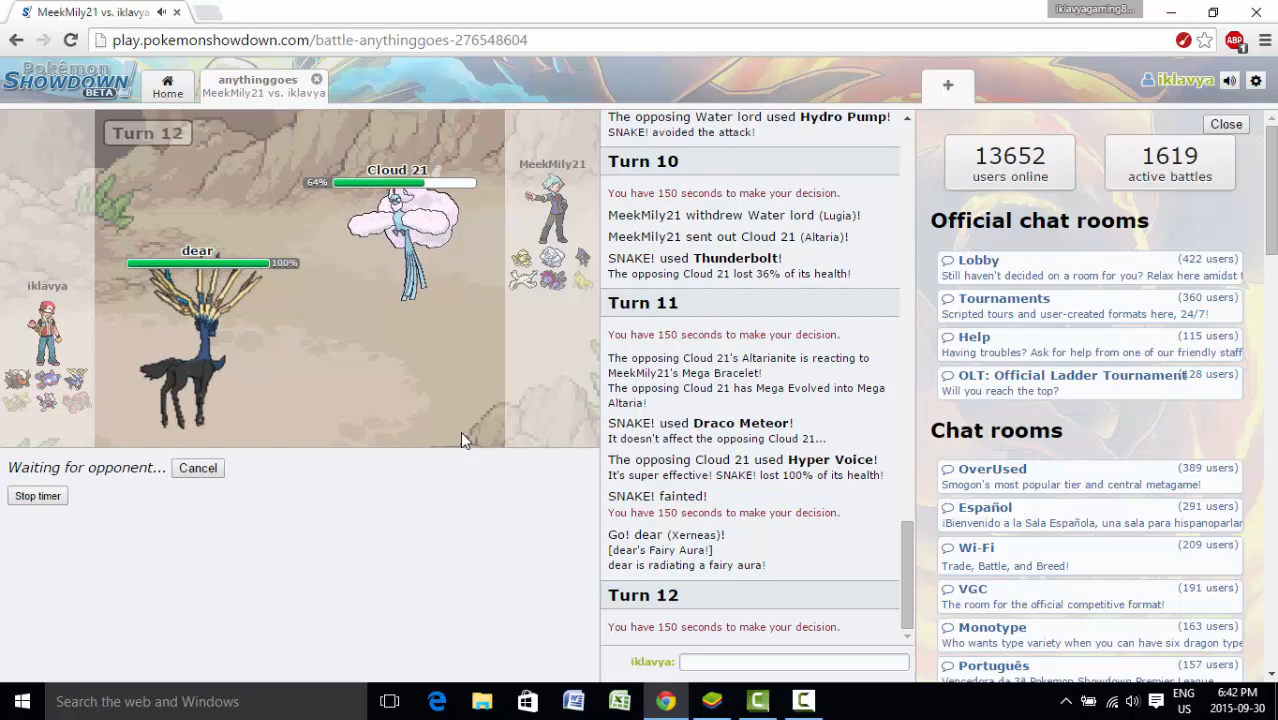 MeekMily21 vs. iklavya
iklavyagaming8...
play.pokemonshowdown.com/battle-anythinggoes-276548604
ABP
1
Pokémon
SHOWDOWN
BETA
Home
anythinggoes
MeekMily21 vs. iklavya
iklavya
Turn 12
Cloud 21
64%
MeekMily21
dear
100%
iklavya
Waiting for opponent...
Cancel
Stop timer
The opposing Water lord used Hydro Pump!
SNAKE! avoided the attack!
Turn 10
You have 150 seconds to make your decision.
MeekMily21 withdrew Water lord (Lugia)!
MeekMily21 sent out Cloud 21 (Altaria)!
SNAKE! used Thunderbolt!
The opposing Cloud 21 lost 36% of its health!
Turn 11
You have 150 seconds to make your decision.
The opposing Cloud 21's Altarianite is reacting to
MeekMily21's Mega Bracelet!
The opposing Cloud 21 has Mega Evolved into Mega
Altaria!
SNAKE! used Draco Meteor!
It doesn't affect the opposing Cloud 21...
The opposing Cloud 21 used Hyper Voice!
It's super effective! SNAKE! lost 100% of its health!
SNAKE! fainted!
You have 150 seconds to make your decision.
Go! dear (Xerneas)!
[dear's Fairy Aura!]
dear is radiating a fairy aura!
Turn 12
You have 150 seconds to make your decision.
iklavya:
Close
13652
users online
1619
active battles
Official chat rooms
Lobby
(422 users)
Still haven't decided on a room for you? Relax here amidst t
Tournaments
(360 users)
Scripted tours and user-created formats here, 24/7!
Help
(115 users)
Having troubles? Ask for help from one of our friendly staff
OLT: Official Ladder Tournament
(128 users)
Will you reach the top?
Chat rooms
OverUsed
(389 users)
Smogon's most popular tier and central metagame!
Español
(291 users)
¡Bienvenido a la Sala Española, una sala para hispanoparlan
Wi-Fi
(209 users)
Trade, Battle, and Breed!
VGC
(191 users)
The room for the official competitive format!
Monotype
(163 users)
Who wants type variety when you can have six dragon type
Português
(157 users)
Vencedora da 3ª Pokemon Showdown Premier League
Search the web and Windows
ENG
US
6:42 PM
2015-09-30